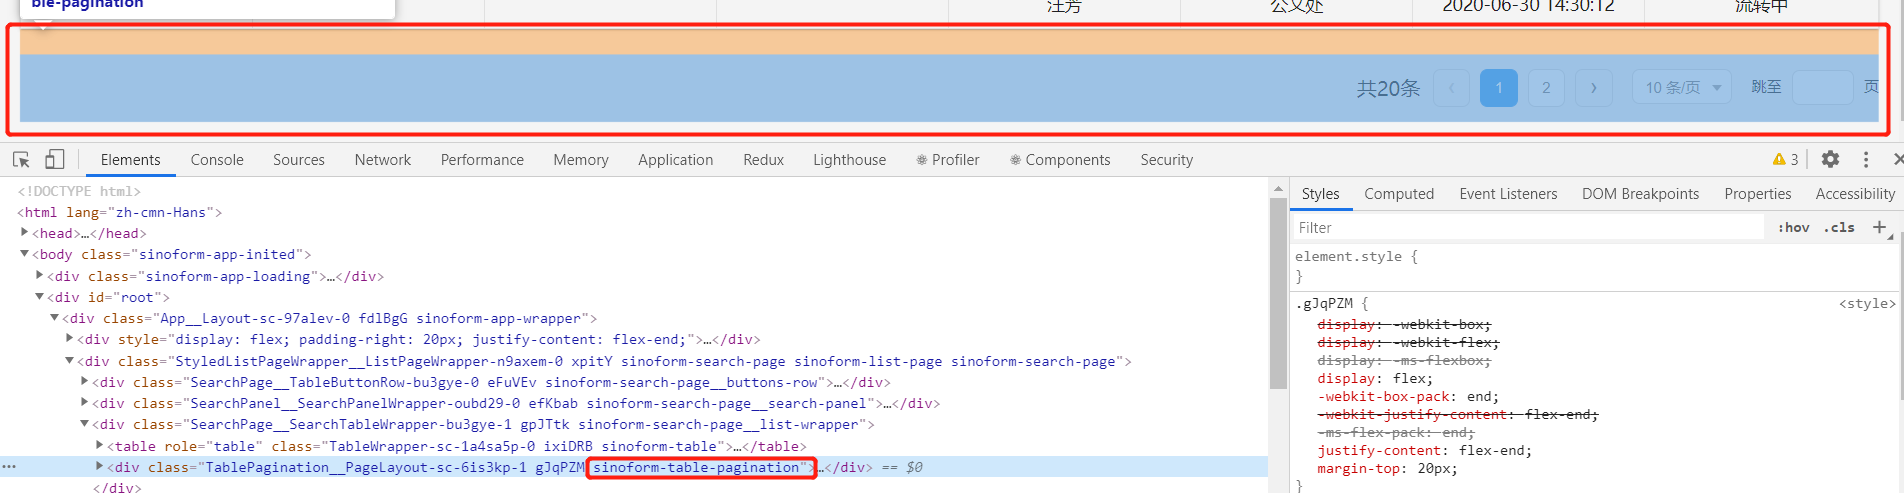 ble-pagination
汪芳 公文处 2020-06-30 14:30:12 流转中
共20条 ‹ 1 2 › 10 条/页 跳至 页
Elements Console Sources Network Performance Memory Application Redux Lighthouse Profiler Components Security 3
<!DOCTYPE html>
<html lang="zh-cmn-Hans">
<head>…</head>
<body class="sinoform-app-inited">
<div class="sinoform-app-loading">…</div>
<div id="root">
<div class="App__Layout-sc-97alev-0 fdlBgG sinoform-app-wrapper">
<div style="display: flex; padding-right: 20px; justify-content: flex-end;">…</div>
<div class="StyledListPageWrapper__ListPageWrapper-n9axem-0 xpitY sinoform-search-page sinoform-list-page sinoform-search-page">
<div class="SearchPage__TableButtonRow-bu3gye-0 eFuVEv sinoform-search-page__buttons-row">…</div>
<div class="SearchPanel__SearchPanelWrapper-oubd29-0 efKbab sinoform-search-page__search-panel">…</div>
<div class="SearchPage__SearchTableWrapper-bu3gye-1 gpJTtk sinoform-search-page__list-wrapper">
<table role="table" class="TableWrapper-sc-1a4sa5p-0 ixiDRB sinoform-table">…</table>
… <div class="TablePagination__PageLayout-sc-6is3kp-1 gJqPZM sinoform-table-pagination">…</div> == $0
</div>
Styles Computed Event Listeners DOM Breakpoints Properties Accessibility
Filter :hov .cls +
element.style {
}
.gJqPZM { <style>
display: -webkit-box;
display: -webkit-flex;
display: -ms-flexbox;
display: flex;
-webkit-box-pack: end;
-webkit-justify-content: flex-end;
-ms-flex-pack: end;
justify-content: flex-end;
margin-top: 20px;
}